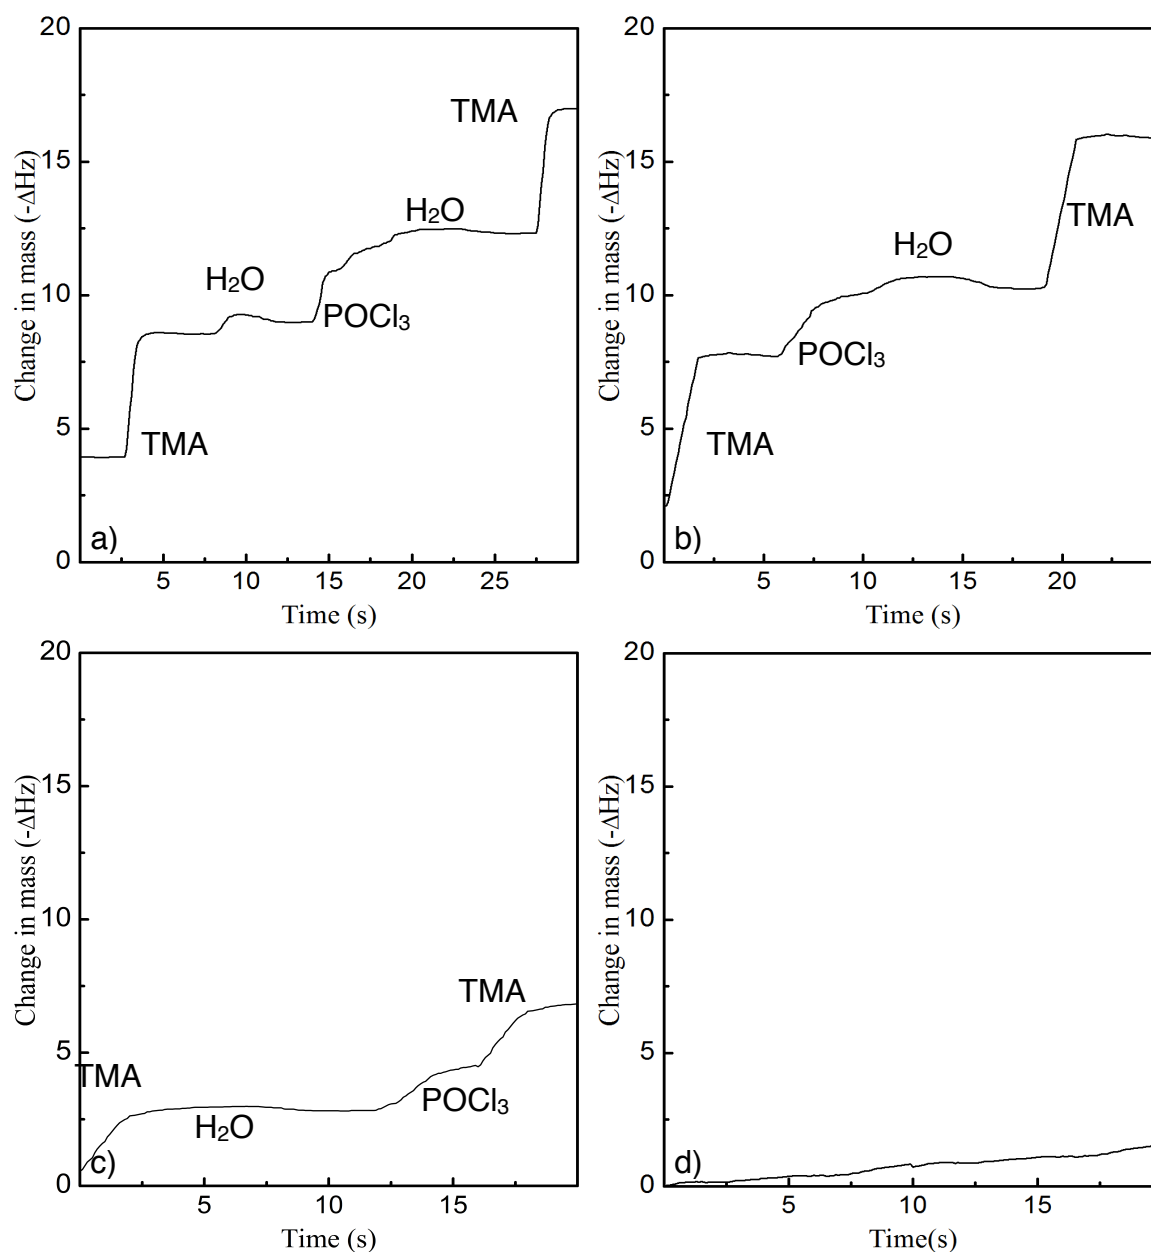 20
15
10
5
0
Change in mass (-ΔHz)
TMA
H₂O
H₂O
POCl₃
TMA
a)
5 10 15 20 25
Time (s)
20
15
10
5
0
Change in mass (-ΔHz)
TMA
H₂O
POCl₃
TMA
b)
5 10 15 20
Time (s)
20
15
10
5
0
Change in mass (-ΔHz)
TMA
TMA
POCl₃
H₂O
c)
5 10 15
Time (s)
20
15
10
5
0
Change in mass (-ΔHz)
d)
5 10 15
Time(s)